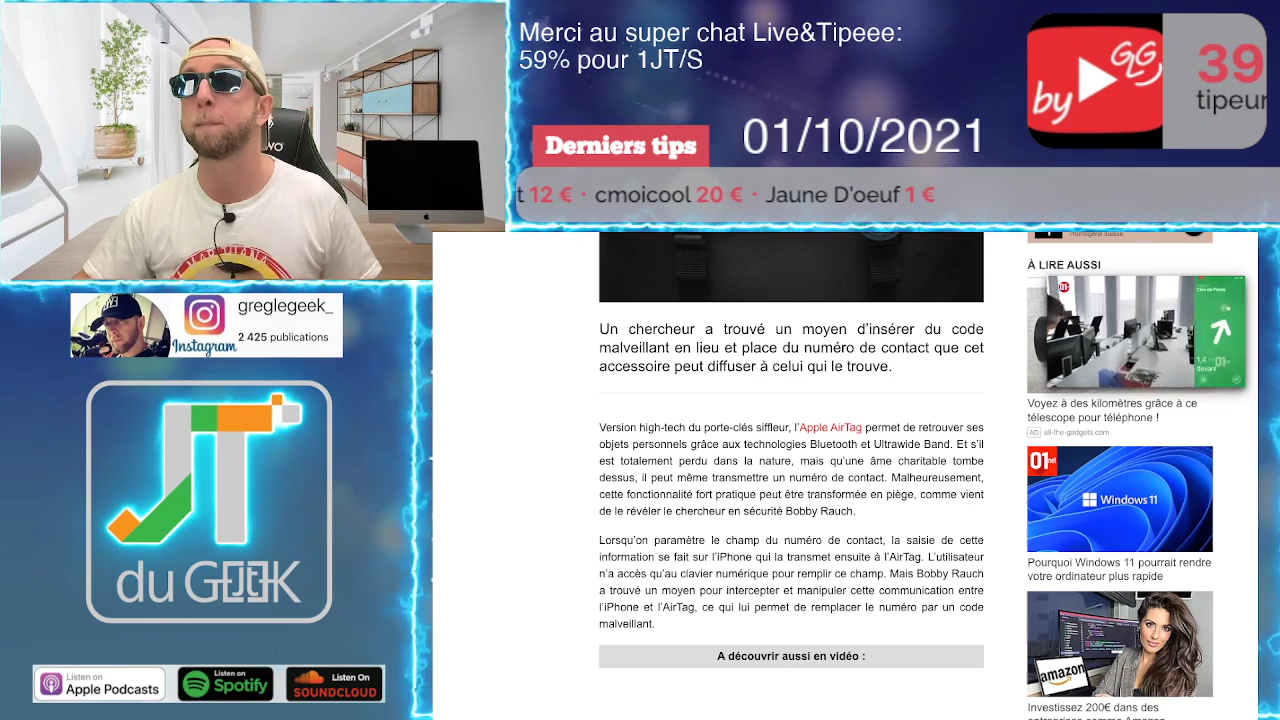 Merci au super chat Live&Tipeee:
59% pour 1JT/S
Derniers tips
01/10/2021
by GLG
39
tipeur
t 12 € · cmoicool 20 € · Jaune D'oeuf 1 €
greglegeek_
2 425 publications
Instagram
JT
du GEEK
Listen on
Apple Podcasts
Listen on
Spotify
Listen On
SOUNDCLOUD
Un chercheur a trouvé un moyen d’insérer du code
malveillant en lieu et place du numéro de contact que cet
accessoire peut diffuser à celui qui le trouve.
Version high-tech du porte-clés siffleur, l’Apple AirTag permet de retrouver ses
objets personnels grâce aux technologies Bluetooth et Ultrawide Band. Et s’il
est totalement perdu dans la nature, mais qu’une âme charitable tombe
dessus, il peut même transmettre un numéro de contact. Malheureusement,
cette fonctionnalité fort pratique peut être transformée en piège, comme vient
de le révéler le chercheur en sécurité Bobby Rauch.
Lorsqu’on paramètre le champ du numéro de contact, la saisie de cette
information se fait sur l’iPhone qui la transmet ensuite à l’AirTag. L’utilisateur
n’a accès qu’au clavier numérique pour remplir ce champ. Mais Bobby Rauch
a trouvé un moyen pour intercepter et manipuler cette communication entre
l’iPhone et l’AirTag, ce qui lui permet de remplacer le numéro par un code
malveillant.
A découvrir aussi en vidéo :
À LIRE AUSSI
Voyez à des kilomètres grâce à ce
télescope pour téléphone !
AD all-the-gadgets.com
01net
Windows 11
Pourquoi Windows 11 pourrait rendre
votre ordinateur plus rapide
amazon
Investissez 200€ dans des